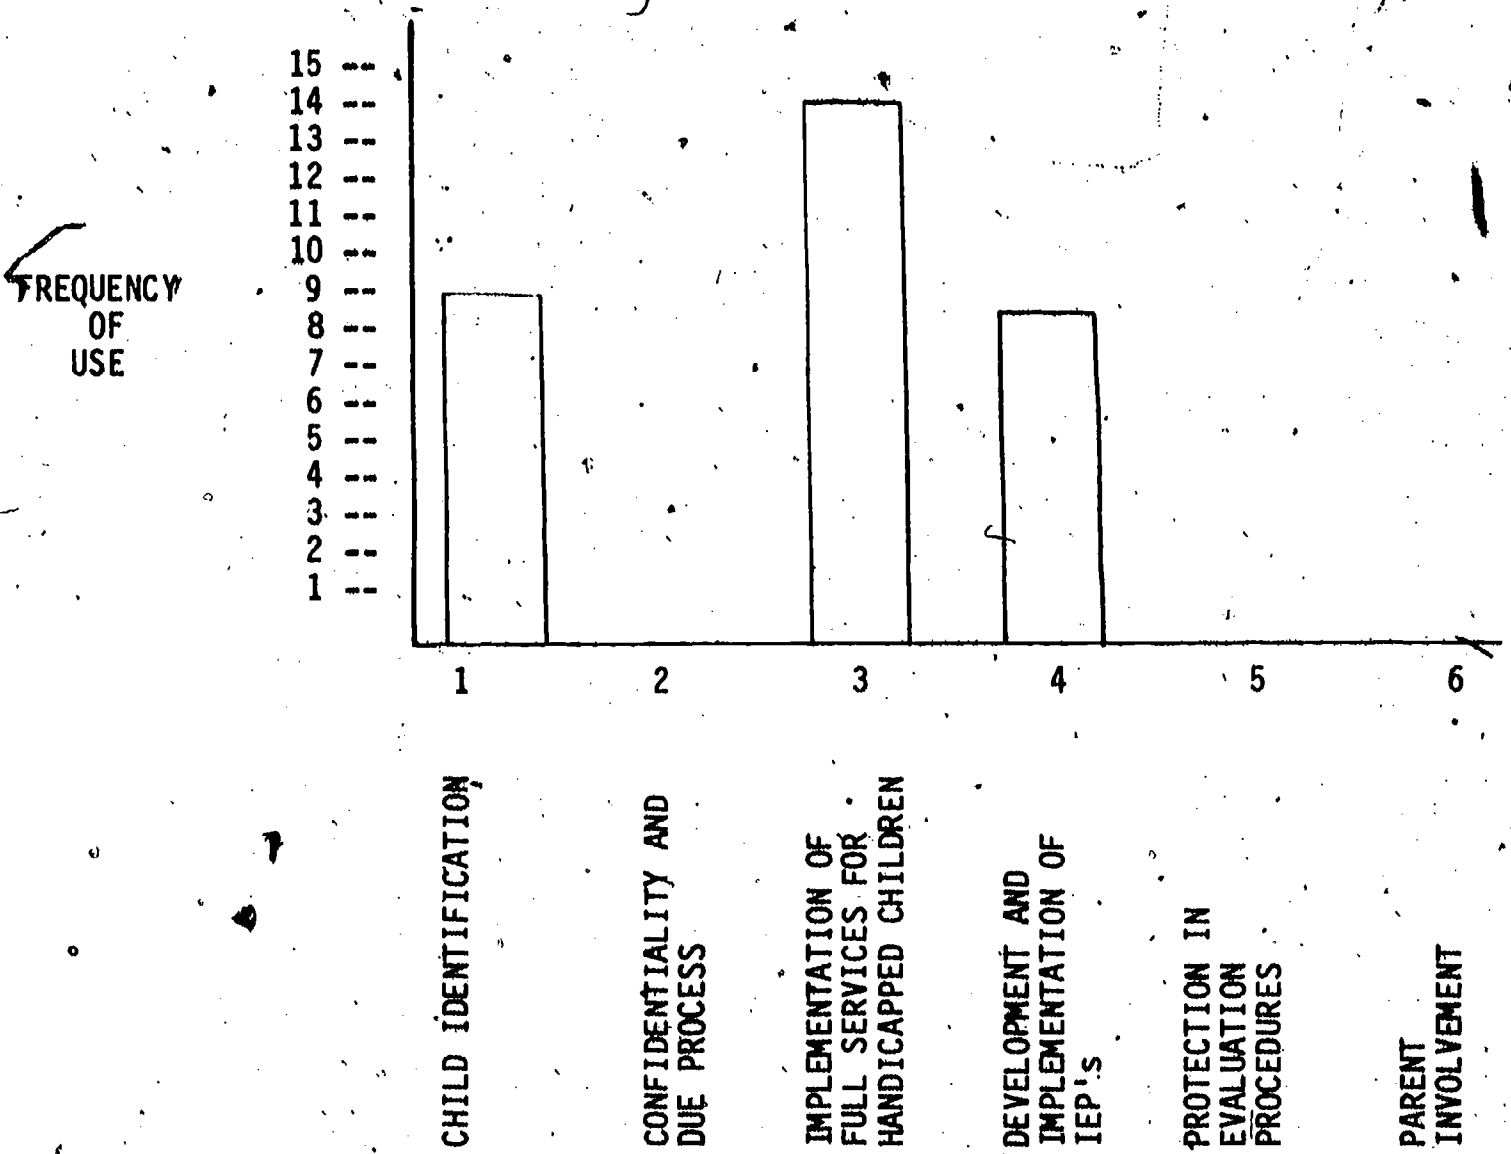 15 --
14 --
13 --
12 --
11 --
10 --
9 --
8 --
7 --
6 --
5 --
4 --
3 --
2 --
1 --
FREQUENCY
OF
USE
1 2 3 4 5 6
CHILD IDENTIFICATION
CONFIDENTIALITY AND
DUE PROCESS
IMPLEMENTATION OF
FULL SERVICES FOR
HANDICAPPED CHILDREN
DEVELOPMENT AND
IMPLEMENTATION OF
IEP's
PROTECTION IN
EVALUATION
PROCEDURES
PARENT
INVOLVEMENT